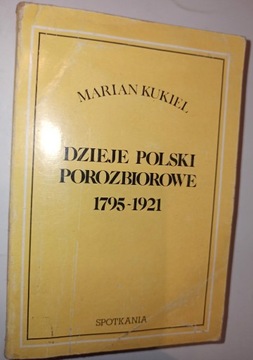 MARIAN KUKIEL
DZIEJE POLSKI
POROZBIOROWE
1795-1921
SPOTKANIA